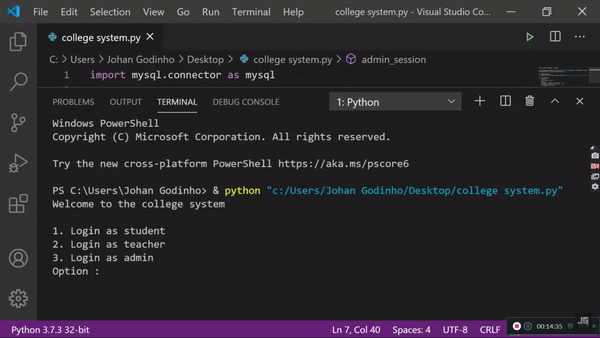 File Edit Selection View Go Run Terminal Help college system.py - Visual Studio Co...
college system.py
C: > Users > Johan Godinho > Desktop > college system.py > admin_session
1 import mysql.connector as mysql
PROBLEMS OUTPUT TERMINAL DEBUG CONSOLE 1: Python
Windows PowerShell
Copyright (C) Microsoft Corporation. All rights reserved.
Try the new cross-platform PowerShell https://aka.ms/pscore6
PS C:\Users\Johan Godinho> & python "c:/Users/Johan Godinho/Desktop/college system.py"
Welcome to the college system
1. Login as student
2. Login as teacher
3. Login as admin
Option :
Python 3.7.3 32-bit Ln 7, Col 40 Spaces: 4 UTF-8 CRLF
00:14:35